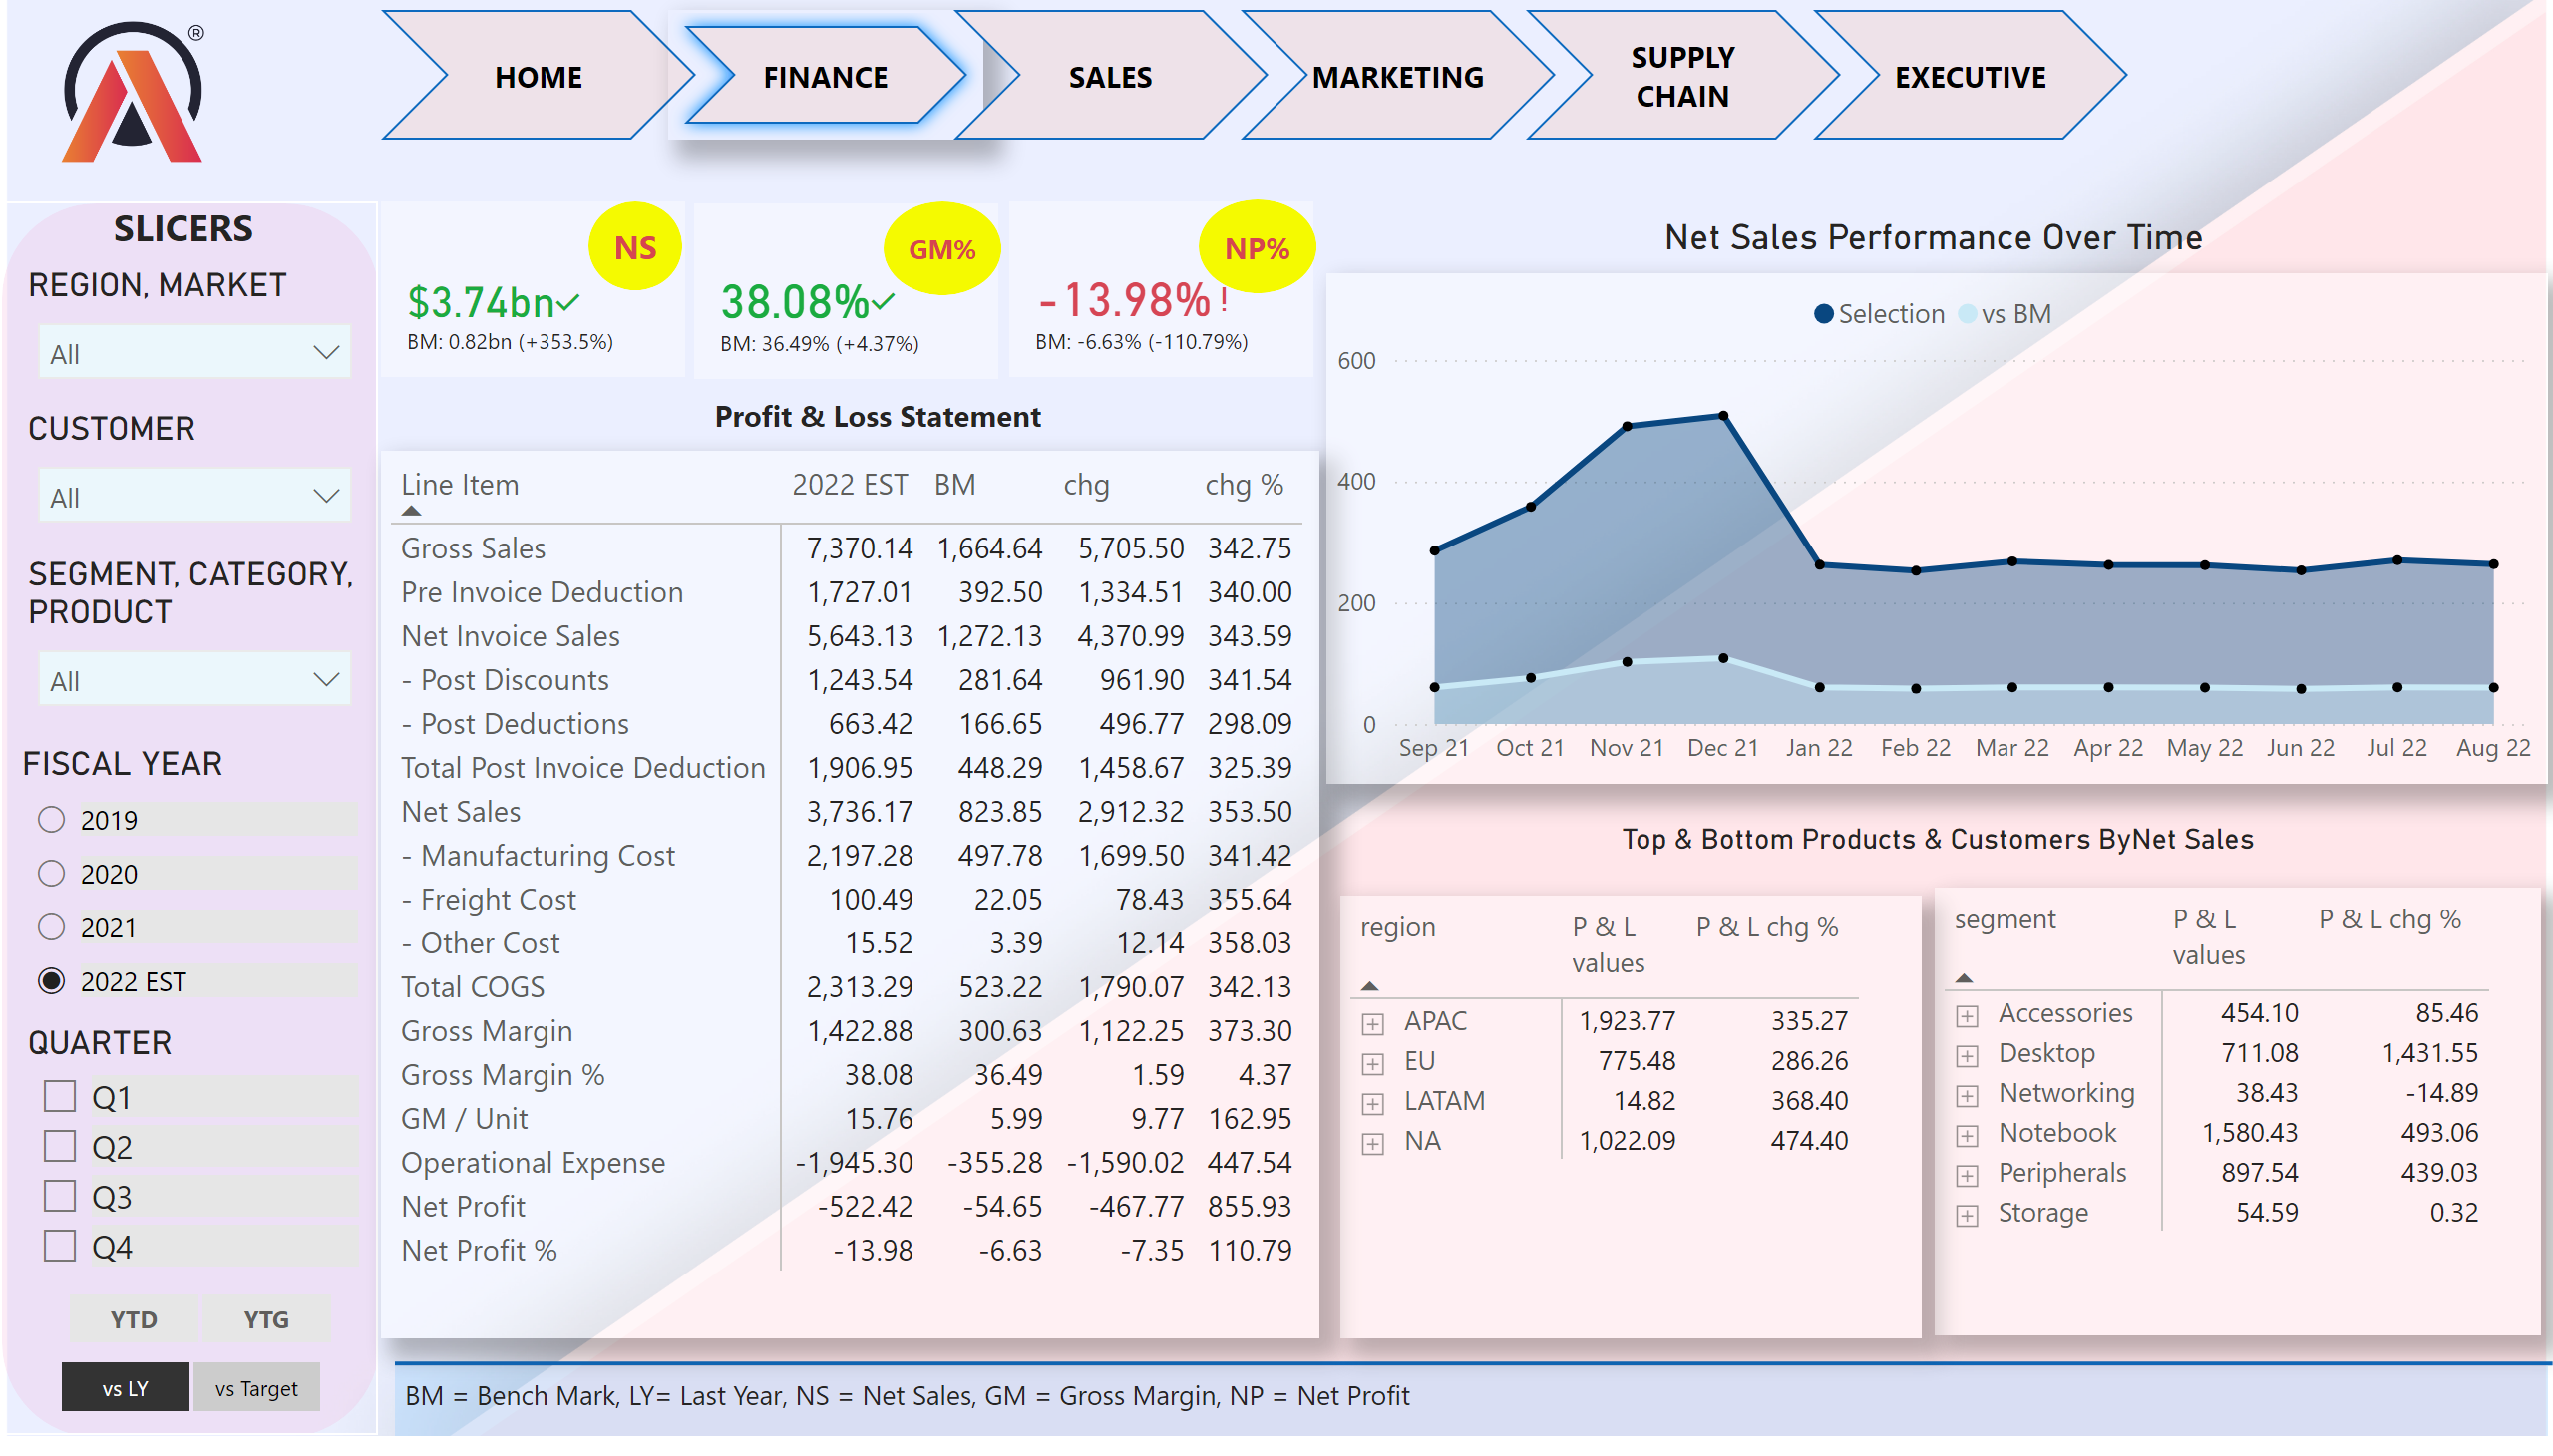 ®
HOME
FINANCE
SALES
MARKETING
SUPPLY
CHAIN
EXECUTIVE
SLICERS
REGION, MARKET
All
CUSTOMER
All
SEGMENT, CATEGORY,
PRODUCT
All
FISCAL YEAR
2019
2020
2021
2022 EST
QUARTER
Q1
Q2
Q3
Q4
YTD YTG
vs LY vs Target
NS
$3.74bn✓
BM: 0.82bn (+353.5%)
GM%
38.08%✓
BM: 36.49% (+4.37%)
NP%
-13.98% !
BM: -6.63% (-110.79%)
Profit & Loss Statement
Line Item 2022 EST BM chg chg %
Gross Sales 7,370.14 1,664.64 5,705.50 342.75
Pre Invoice Deduction 1,727.01 392.50 1,334.51 340.00
Net Invoice Sales 5,643.13 1,272.13 4,370.99 343.59
- Post Discounts 1,243.54 281.64 961.90 341.54
- Post Deductions 663.42 166.65 496.77 298.09
Total Post Invoice Deduction 1,906.95 448.29 1,458.67 325.39
Net Sales 3,736.17 823.85 2,912.32 353.50
- Manufacturing Cost 2,197.28 497.78 1,699.50 341.42
- Freight Cost 100.49 22.05 78.43 355.64
- Other Cost 15.52 3.39 12.14 358.03
Total COGS 2,313.29 523.22 1,790.07 342.13
Gross Margin 1,422.88 300.63 1,122.25 373.30
Gross Margin % 38.08 36.49 1.59 4.37
GM / Unit 15.76 5.99 9.77 162.95
Operational Expense -1,945.30 -355.28 -1,590.02 447.54
Net Profit -522.42 -54.65 -467.77 855.93
Net Profit % -13.98 -6.63 -7.35 110.79
Net Sales Performance Over Time
Selection vs BM
600
400
200
0
Sep 21 Oct 21 Nov 21 Dec 21 Jan 22 Feb 22 Mar 22 Apr 22 May 22 Jun 22 Jul 22 Aug 22
Top & Bottom Products & Customers ByNet Sales
region P & L values P & L chg %
APAC 1,923.77 335.27
EU 775.48 286.26
LATAM 14.82 368.40
NA 1,022.09 474.40
segment P & L values P & L chg %
Accessories 454.10 85.46
Desktop 711.08 1,431.55
Networking 38.43 -14.89
Notebook 1,580.43 493.06
Peripherals 897.54 439.03
Storage 54.59 0.32
BM = Bench Mark, LY= Last Year, NS = Net Sales, GM = Gross Margin, NP = Net Profit